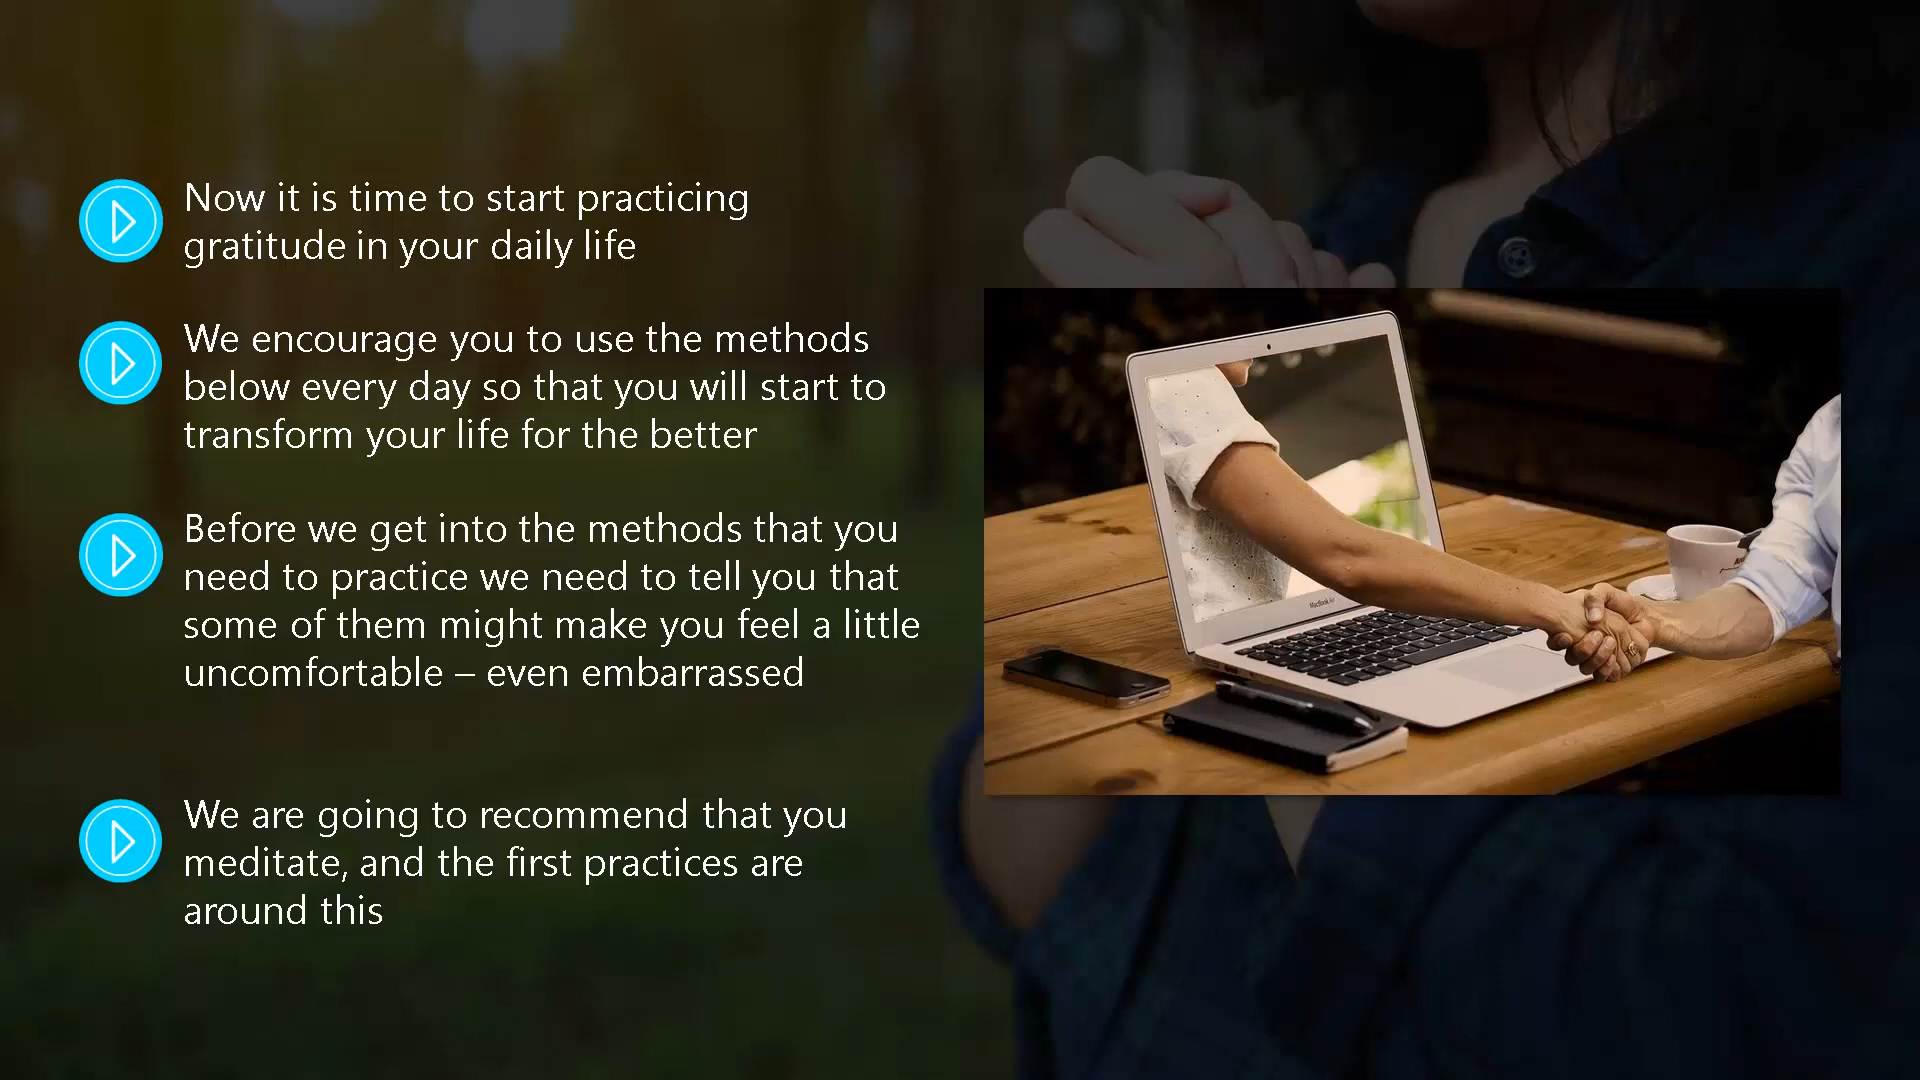 Now it is time to start practicing
gratitude in your daily life
We encourage you to use the methods
below every day so that you will start to
transform your life for the better
Before we get into the methods that you
need to practice we need to tell you that
some of them might make you feel a little
uncomfortable – even embarrassed
We are going to recommend that you
meditate, and the first practices are
around this
MacBook Air